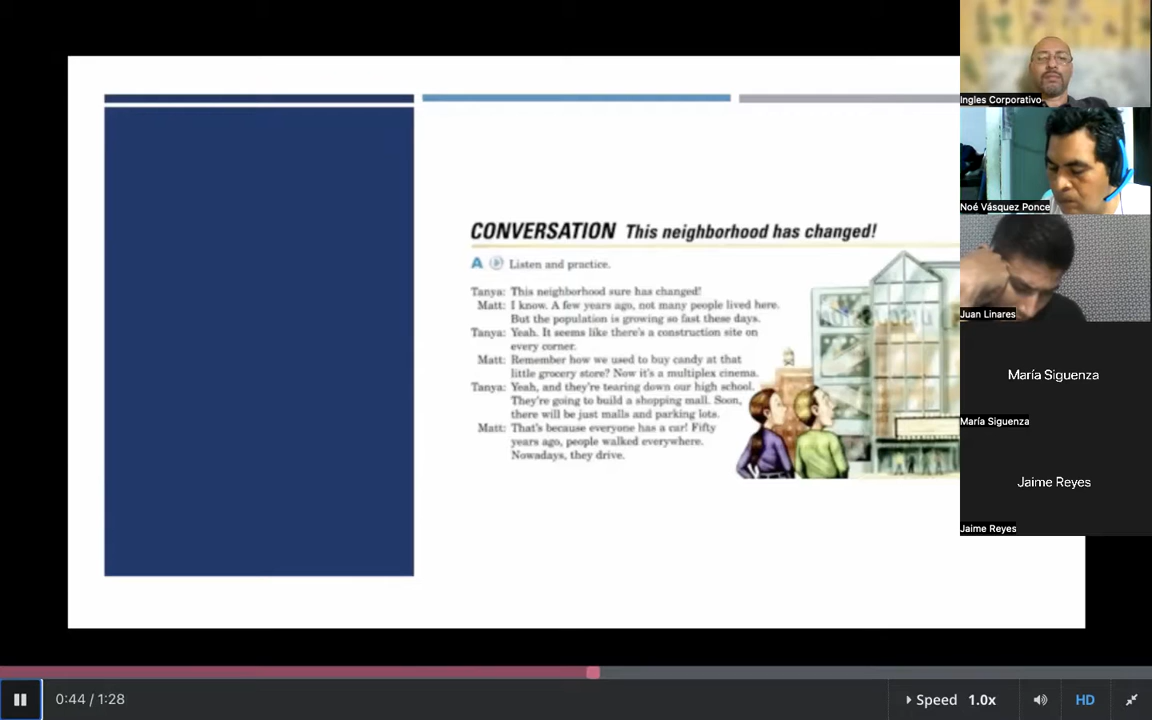 CONVERSATION This neighborhood has changed!
A Listen and practice.
Tanya: This neighborhood sure has changed!
Matt: I know. A few years ago, not many people lived here.
But the population is growing so fast these days.
Tanya: Yeah. It seems like there's a construction site on
every corner.
Matt: Remember how we used to buy candy at that
little grocery store? Now it's a multiplex cinema.
Tanya: Yeah, and they're tearing down our high school.
They're going to build a shopping mall. Soon,
there will be just malls and parking lots.
Matt: That's because everyone has a car! Fifty
years ago, people walked everywhere.
Nowadays, they drive.
Ingles Corporativo
Noé Vásquez Ponce
Juan Linares
María Siguenza
María Siguenza
Jaime Reyes
Jaime Reyes
0:44 / 1:28
Speed 1.0x
HD